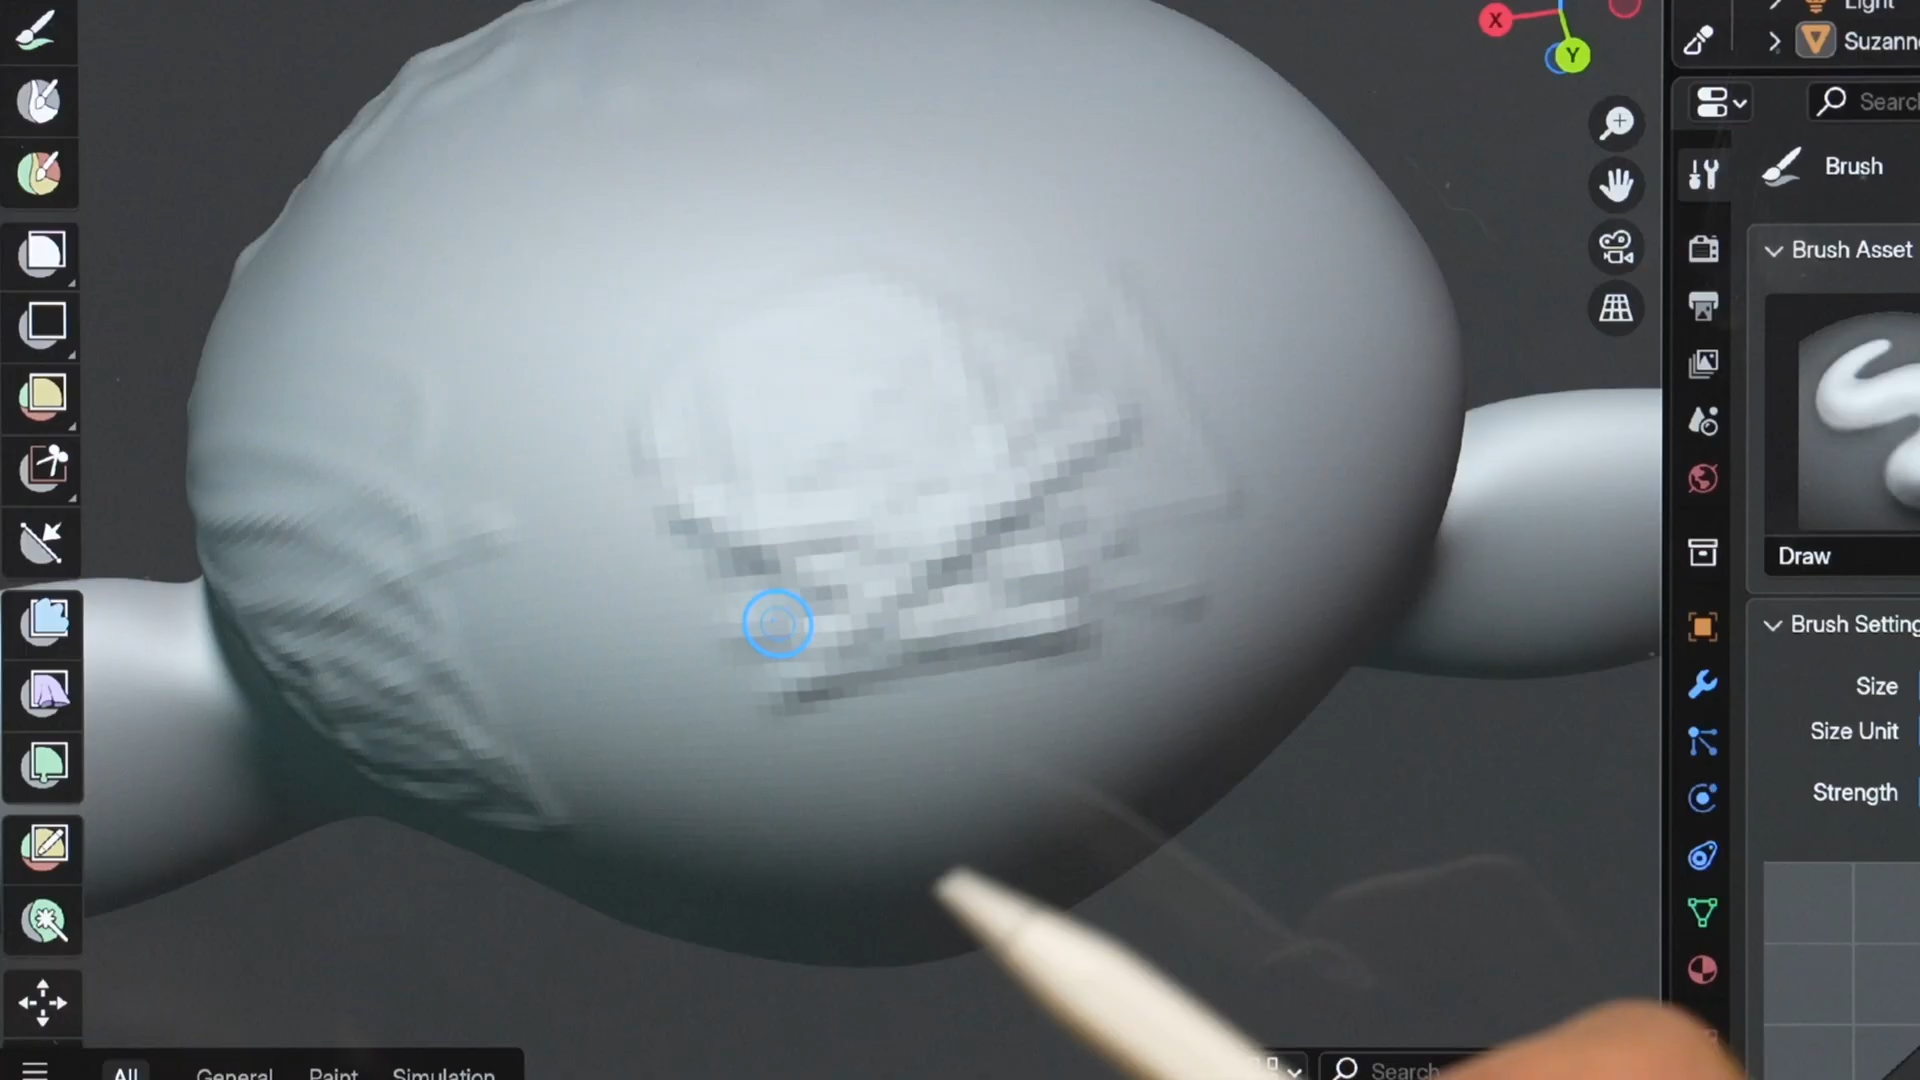 X
Y
Light
Suzann
Searc
Brush
Brush Asset
Draw
Brush Setting
Size
Size Unit
Strength
All
General
Paint
Simulation
Search